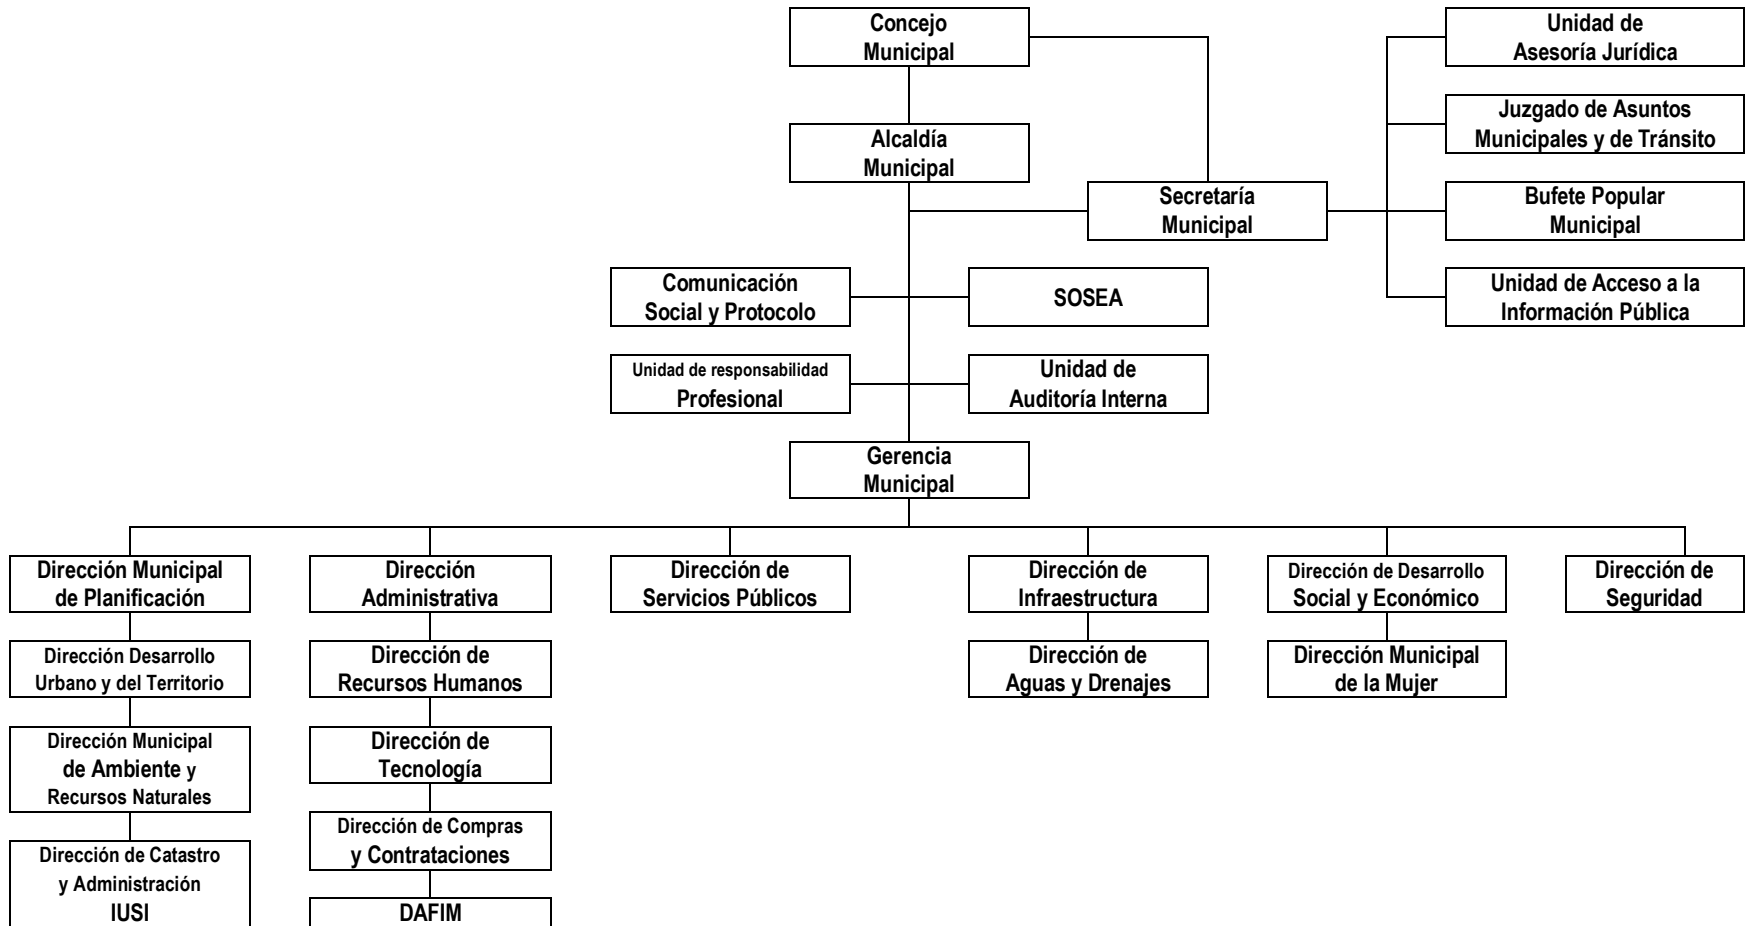 Concejo
Municipal
Unidad de
Asesoría Jurídica
Juzgado de Asuntos
Municipales y de Tránsito
Alcaldía
Municipal
Secretaría
Municipal
Bufete Popular
Municipal
Comunicación
Social y Protocolo
SOSEA
Unidad de Acceso a la
Información Pública
Unidad de responsabilidad
Profesional
Unidad de
Auditoría Interna
Gerencia
Municipal
Dirección Municipal
de Planificación
Dirección
Administrativa
Dirección de
Servicios Públicos
Dirección de
Infraestructura
Dirección de Desarrollo
Social y Económico
Dirección de
Seguridad
Dirección Desarrollo
Urbano y del Territorio
Dirección de
Recursos Humanos
Dirección de
Aguas y Drenajes
Dirección Municipal
de la Mujer
Dirección Municipal
de Ambiente y
Recursos Naturales
Dirección de
Tecnología
Dirección de Catastro
y Administración
IUSI
Dirección de Compras
y Contrataciones
DAFIM